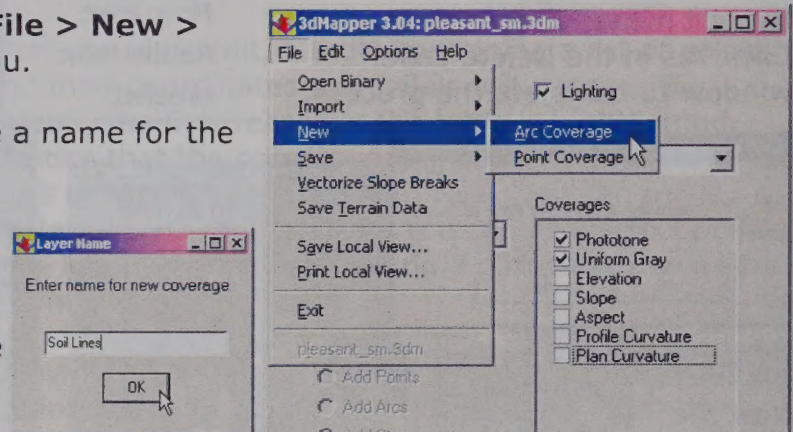 File > New >
u.
e a name for the
3dMapper 3.04: pleasant_sm.3dm
File Edit Options Help
Open Binary
Import
New
Save
Vectorize Slope Breaks
Save Terrain Data
Save Local View...
Print Local View...
Exit
pleasant_sm.3dm
Add Points
Add Arcs
Arc Coverage
Point Coverage
Lighting
Coverages
Phototone
Uniform Gray
Elevation
Slope
Aspect
Profile Curvature
Plan Curvature
Layer Name
Enter name for new coverage
Soil Lines
OK